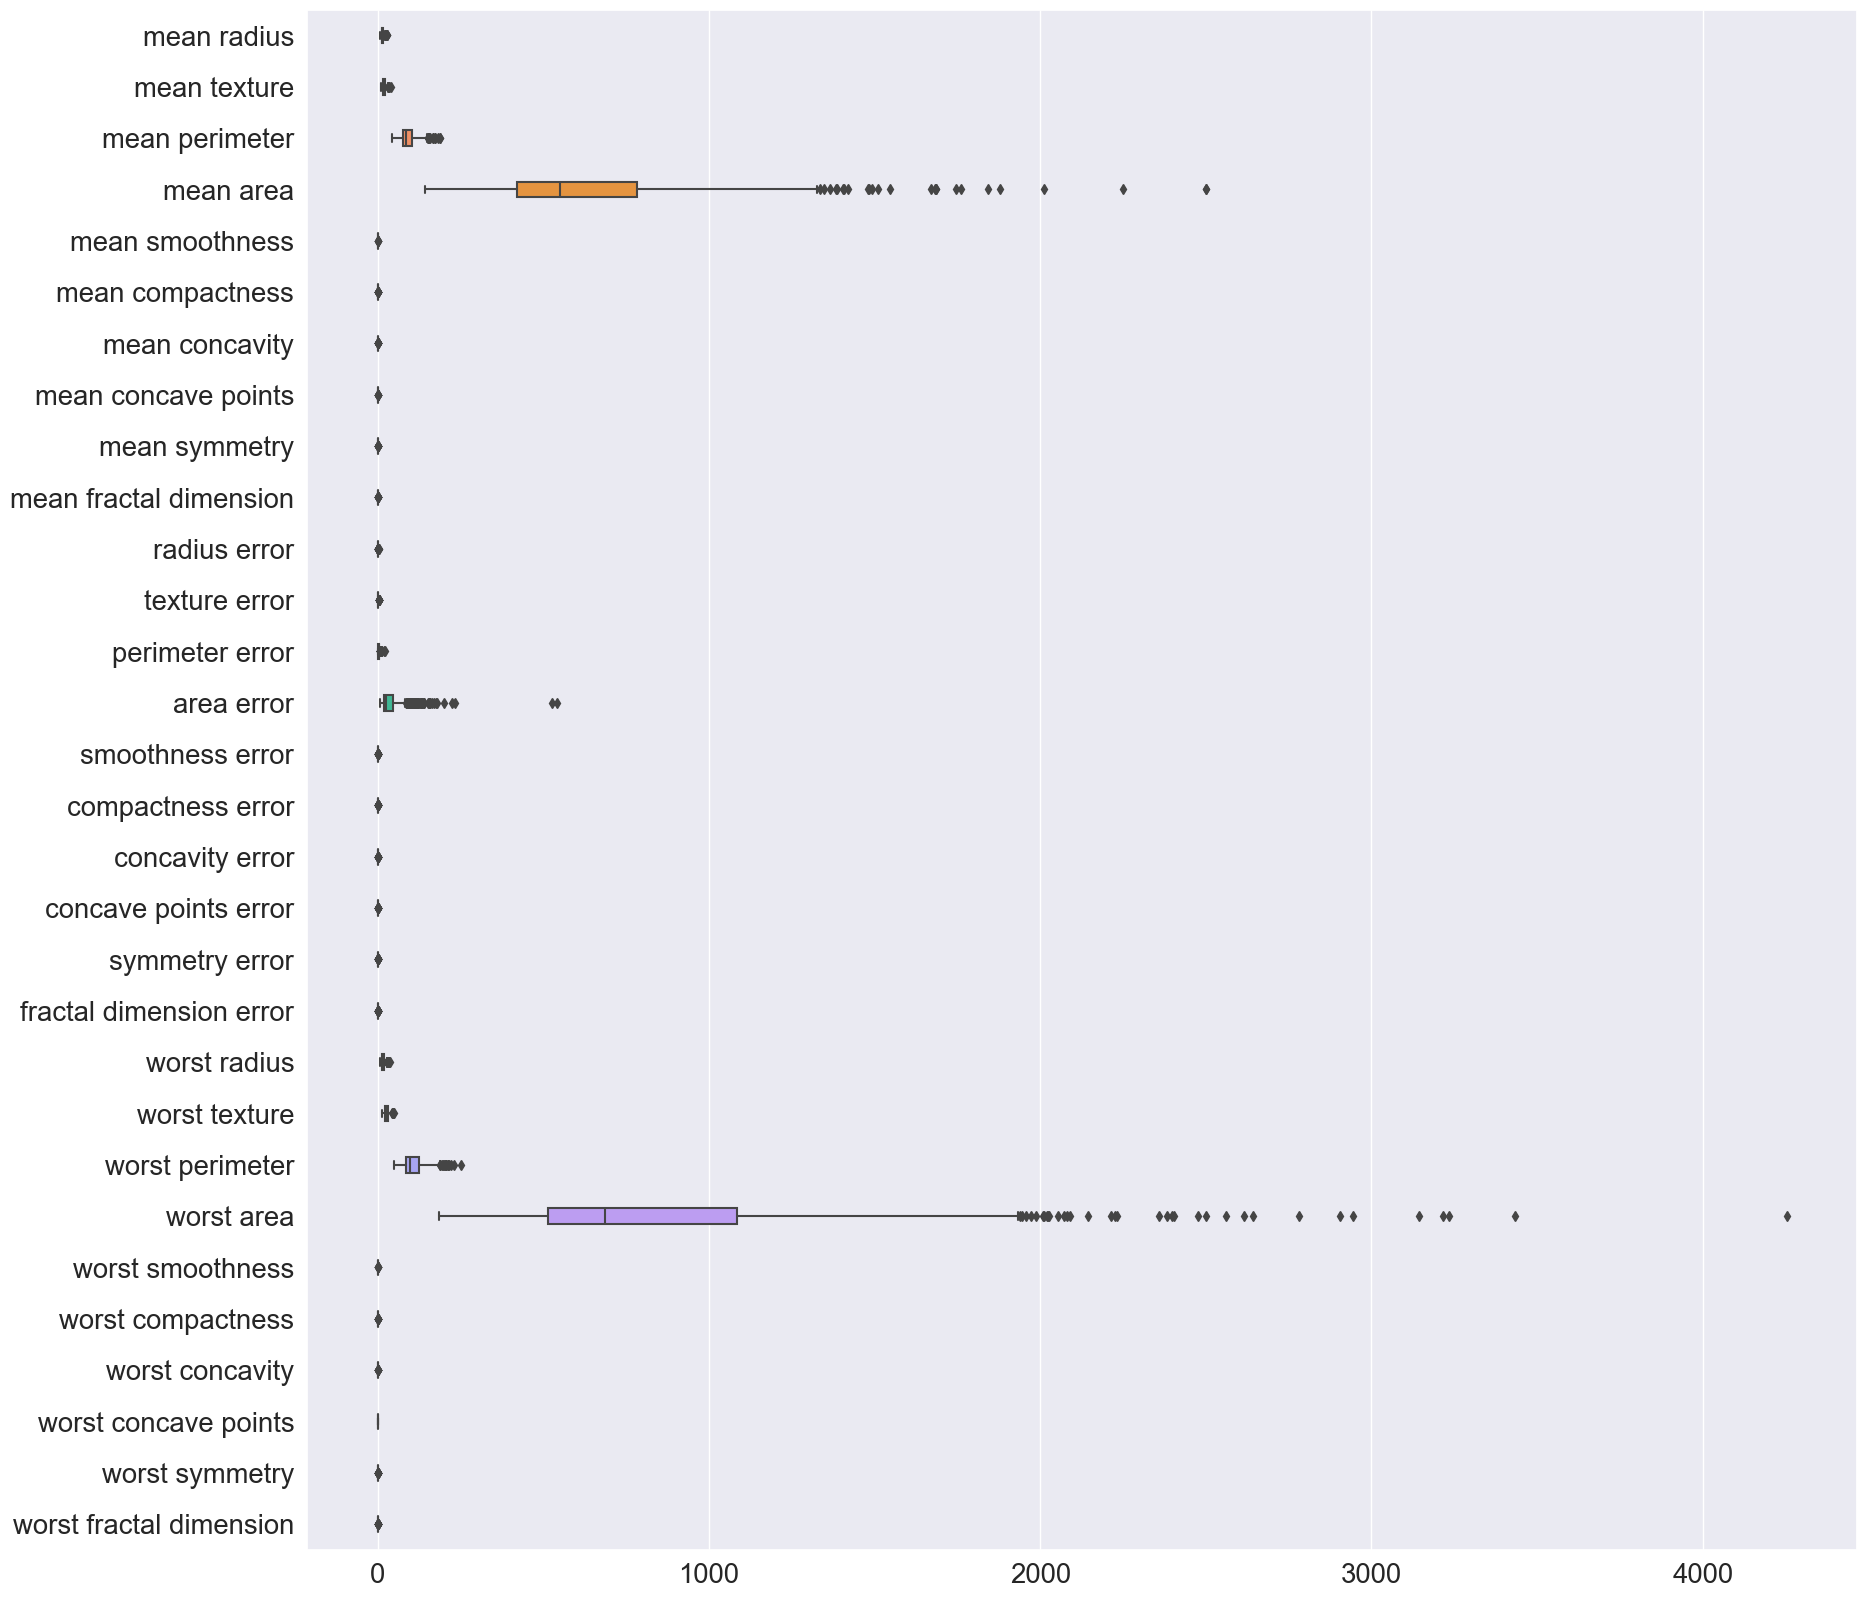 mean radius
mean texture
mean perimeter
mean area
mean smoothness
mean compactness
mean concavity
mean concave points
mean symmetry
mean fractal dimension
radius error
texture error
perimeter error
area error
smoothness error
compactness error
concavity error
concave points error
symmetry error
fractal dimension error
worst radius
worst texture
worst perimeter
worst area
worst smoothness
worst compactness
worst concavity
worst concave points
worst symmetry
worst fractal dimension
0 1000 2000 3000 4000